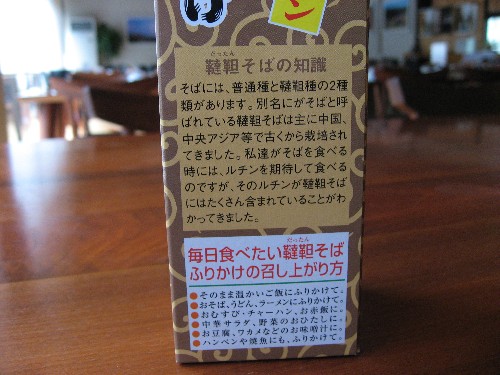 ン
だったん
韃靼そばの知識
そばには、普通種と韃靼種の2種
類があります。別名にがそばと呼
ばれている韃靼そばは主に中国、
中央アジア等で古くから栽培され
てきました。私達がそばを食べる
時には、ルチンを期待して食べる
のですが、そのルチンが韃靼そば
にはたくさん含まれていることがわ
かってきました。
だったん
毎日食べたい韃靼そば
ふりかけの召し上がり方
●そのまま温かいご飯にふりかけて。
●おそば、うどん、ラーメンにふりかけて。
●おむすび・チャーハン、お赤飯に。
●中華サラダ、野菜のおひたしに。
●お豆腐、ワカメなどのお味噌汁に。
●ハンペンや焼魚にも、ふりかけて。